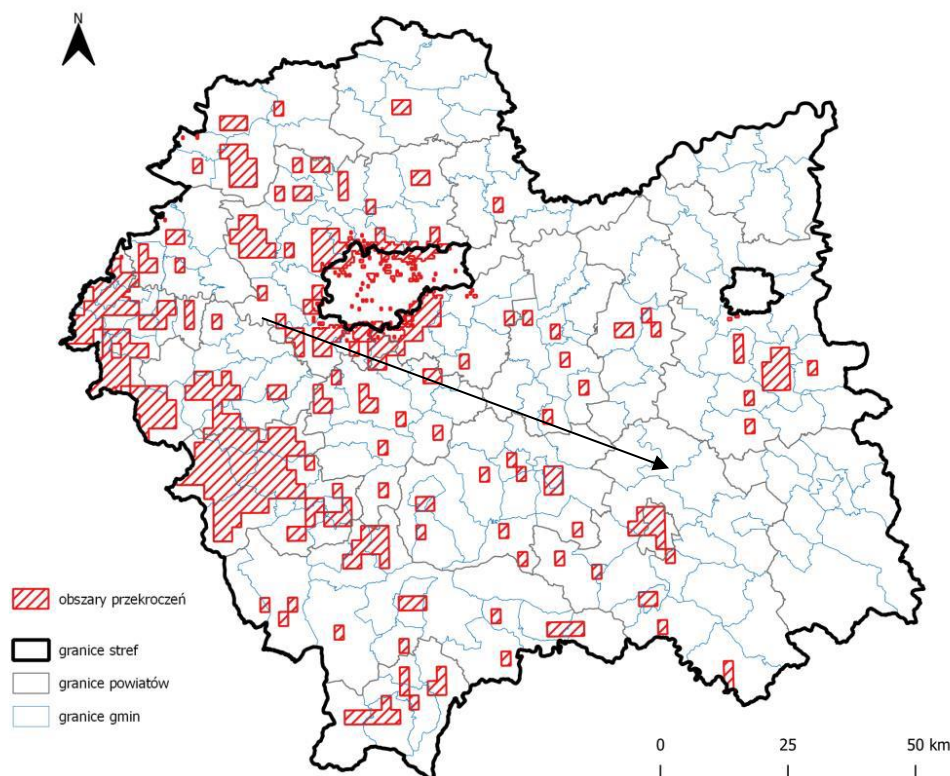 N
obszary przekroczeń
granice stref
granice powiatów
granice gmin
0 25 50 km